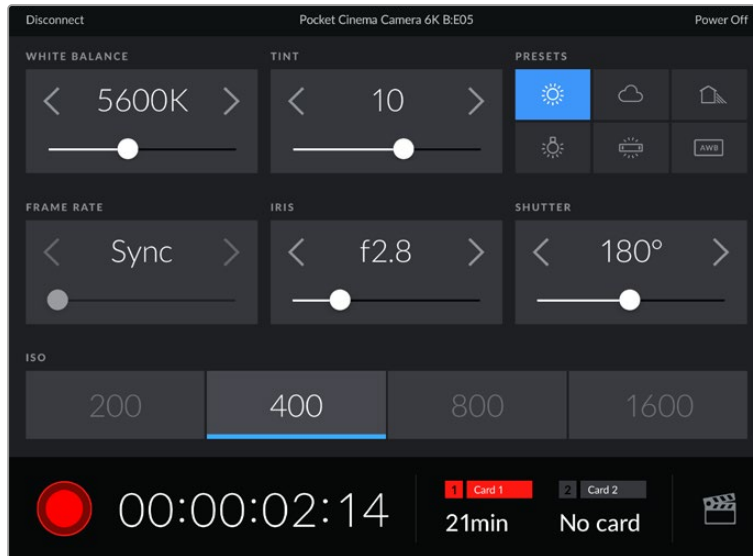 Disconnect Pocket Cinema Camera 6K B:E05 Power Off
WHITE BALANCE TINT PRESETS
5600K 10
AWB
FRAME RATE IRIS SHUTTER
Sync f2.8 180°
ISO
200 400 800 1600
00:00:02:14
1 Card 1 2 Card 2
21min No card